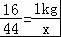 16/44 = 1kg/x